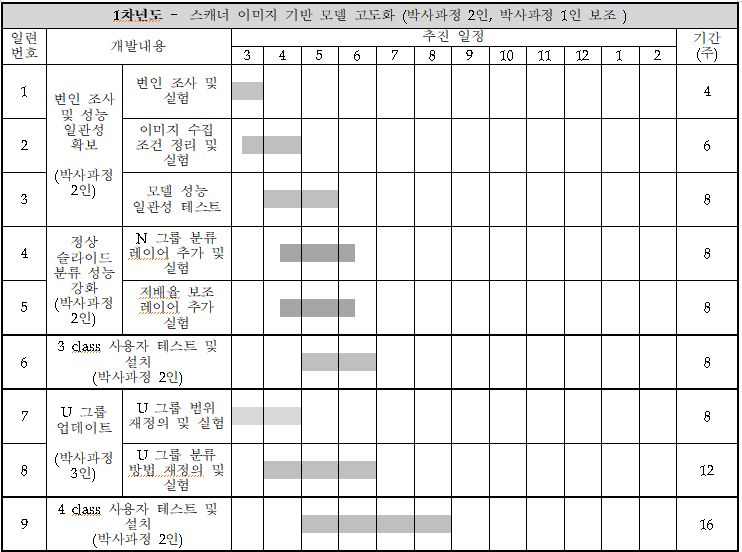 1차년도 - 스캐너 이미지 기반 모델 고도화 (박사과정 2인, 박사과정 1인 보조 )
일련
번호
개발내용
추진 일정
기간
(주)
3 4 5 6 7 8 9 10 11 12 1 2
1
변인 조사
및 성능
일관성
확보
(박사과정
2인)
변인 조사 및
실험
4
2
이미지 수집
조건 정리 및
실험
6
3
모델 성능
일관성 테스트
8
4
정상
슬라이드
분류 성능
강화
(박사과정
2인)
N 그룹 분류
레이어 추가 및
실험
8
5
지배율 보조
레이어 추가
실험
8
6
3 class 사용자 테스트 및
설치
(박사과정 2인)
8
7
U 그룹
업데이트
(박사과정
3인)
U 그룹 범위
재정의 및 실험
8
8
U 그룹 분류
방법 재정의 및
실험
12
9
4 class 사용자 테스트 및
설치
(박사과정 2인)
16